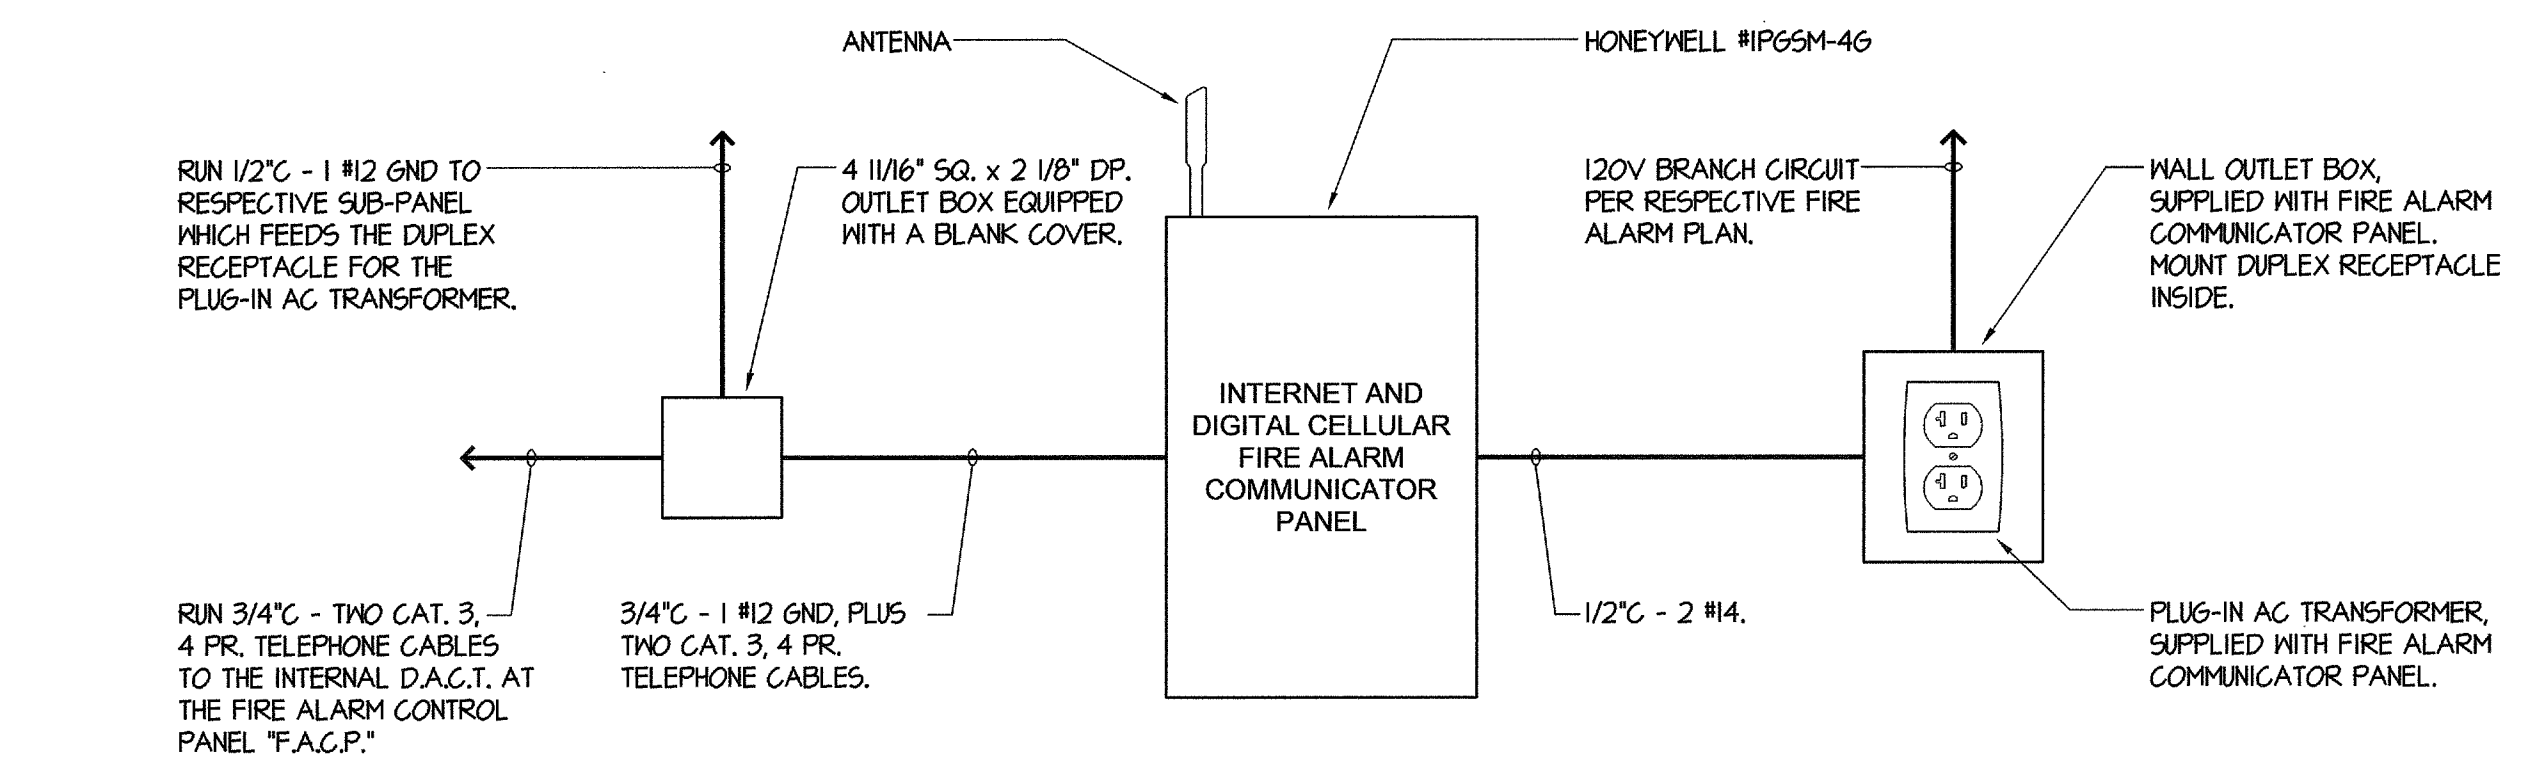 ANTENNA
HONEYWELL #IPGSM-4G
RUN 1/2"C - 1 #12 GND TO
RESPECTIVE SUB-PANEL
WHICH FEEDS THE DUPLEX
RECEPTACLE FOR THE
PLUG-IN AC TRANSFORMER.
4 11/16" SQ. x 2 1/8" DP.
OUTLET BOX EQUIPPED
WITH A BLANK COVER.
120V BRANCH CIRCUIT
PER RESPECTIVE FIRE
ALARM PLAN.
WALL OUTLET BOX,
SUPPLIED WITH FIRE ALARM
COMMUNICATOR PANEL.
MOUNT DUPLEX RECEPTACLE
INSIDE.
INTERNET AND
DIGITAL CELLULAR
FIRE ALARM
COMMUNICATOR
PANEL
RUN 3/4"C - TWO CAT. 3,
4 PR. TELEPHONE CABLES
TO THE INTERNAL D.A.C.T. AT
THE FIRE ALARM CONTROL
PANEL "F.A.C.P."
3/4"C - 1 #12 GND, PLUS
TWO CAT. 3, 4 PR.
TELEPHONE CABLES.
1/2"C - 2 #14.
PLUG-IN AC TRANSFORMER,
SUPPLIED WITH FIRE ALARM
COMMUNICATOR PANEL.